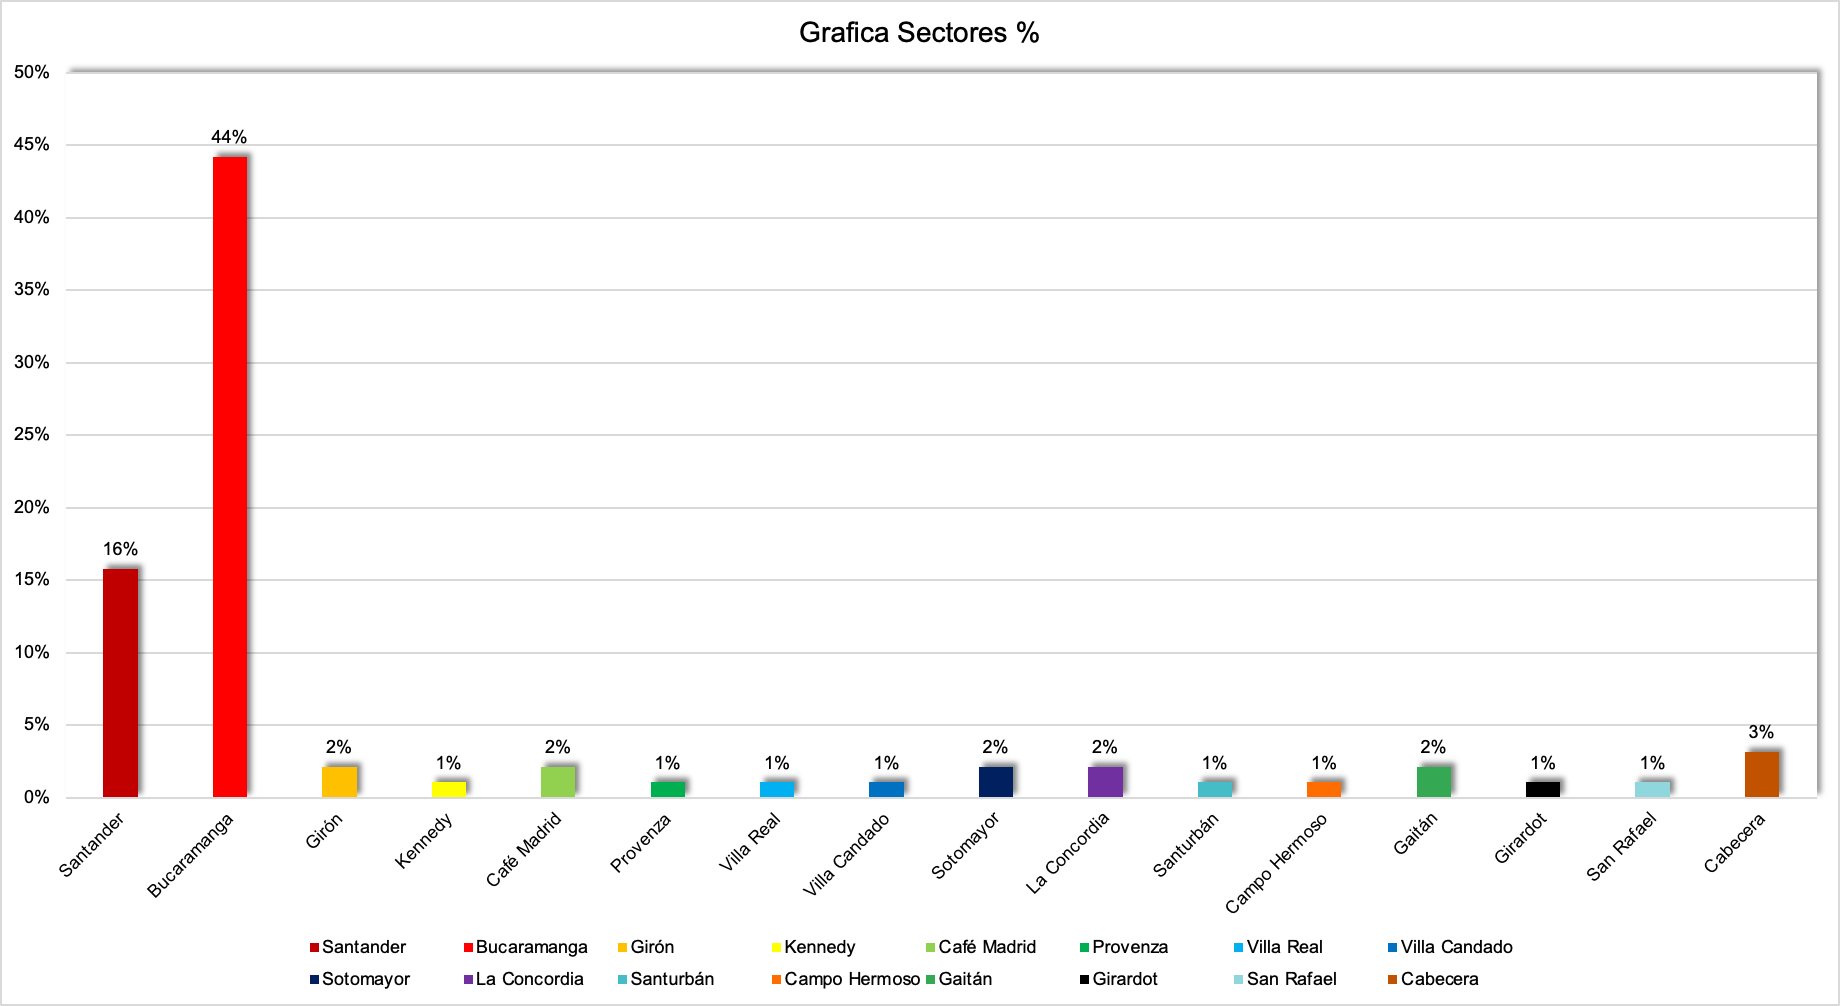 Grafica Sectores %
50%
45%
40%
35%
30%
25%
20%
15%
10%
5%
0%
16%
44%
2%
1%
2%
1%
1%
1%
2%
2%
1%
1%
2%
1%
1%
3%
Santander
Bucaramanga
Girón
Kennedy
Café Madrid
Provenza
Villa Real
Villa Candado
Sotomayor
La Concordia
Santurbán
Campo Hermoso
Gaitán
Girardot
San Rafael
Cabecera
Santander Bucaramanga Girón Kennedy Café Madrid Provenza Villa Real Villa Candado
Sotomayor La Concordia Santurbán Campo Hermoso Gaitán Girardot San Rafael Cabecera